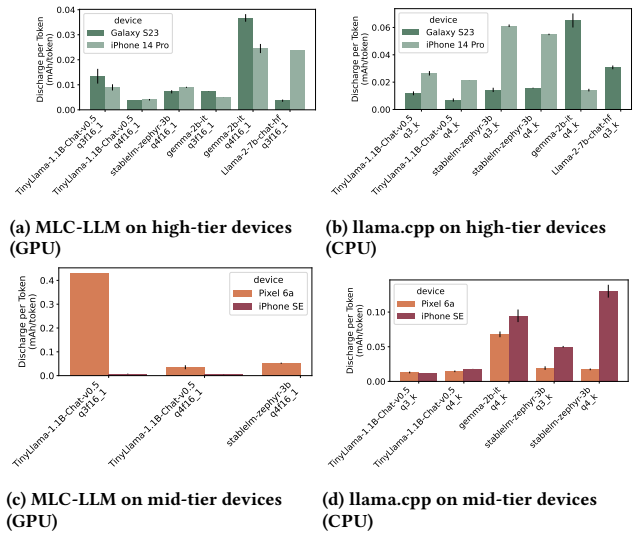 0.04
0.03
0.02
0.01
0.00
Discharge per Token
(mAh/token)
device
Galaxy S23
iPhone 14 Pro
TinyLlama-1.1B-Chat-v0.5
q3f16_1
TinyLlama-1.1B-Chat-v0.5
q4f16_1
stablelm-zephyr-3b
q4f16_1
gemma-2b-it
q3f16_1
gemma-2b-it
q4f16_1
Llama-2-7b-chat-hf
q3f16_1
(a) MLC-LLM on high-tier devices
(GPU)
0.06
0.04
0.02
0.00
Discharge per Token
(mAh/token)
device
Galaxy S23
iPhone 14 Pro
TinyLlama-1.1B-Chat-v0.5
q3_k
TinyLlama-1.1B-Chat-v0.5
q4_k
stablelm-zephyr-3b
q3_k
stablelm-zephyr-3b
q4_k
gemma-2b-it
q4_k
Llama-2-7b-chat-hf
q3_k
(b) llama.cpp on high-tier devices
(CPU)
0.4
0.3
0.2
0.1
0.0
Discharge per Token
(mAh/token)
device
Pixel 6a
iPhone SE
TinyLlama-1.1B-Chat-v0.5
q3f16_1
TinyLlama-1.1B-Chat-v0.5
q4f16_1
stablelm-zephyr-3b
q4f16_1
(c) MLC-LLM on mid-tier devices
(GPU)
0.10
0.05
0.00
Discharge per Token
(mAh/token)
device
Pixel 6a
iPhone SE
TinyLlama-1.1B-Chat-v0.5
q3_k
TinyLlama-1.1B-Chat-v0.5
q4_k
gemma-2b-it
q4_k
stablelm-zephyr-3b
q3_k
stablelm-zephyr-3b
q4_k
(d) llama.cpp on mid-tier devices
(CPU)